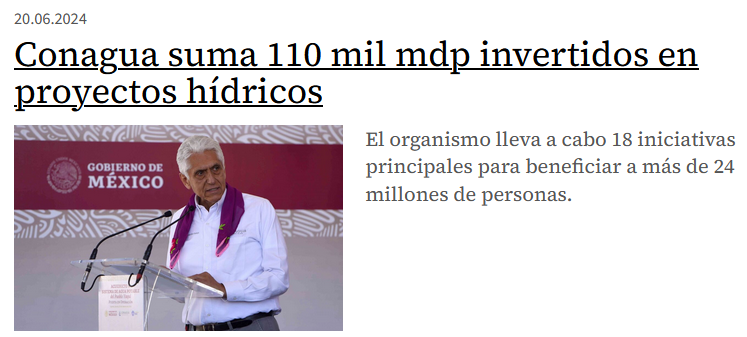 20.06.2024
Conagua suma 110 mil mdp invertidos en
proyectos hídricos
El organismo lleva a cabo 18 iniciativas
principales para beneficiar a más de 24
millones de personas.
GOBIERNO DE
MÉXICO